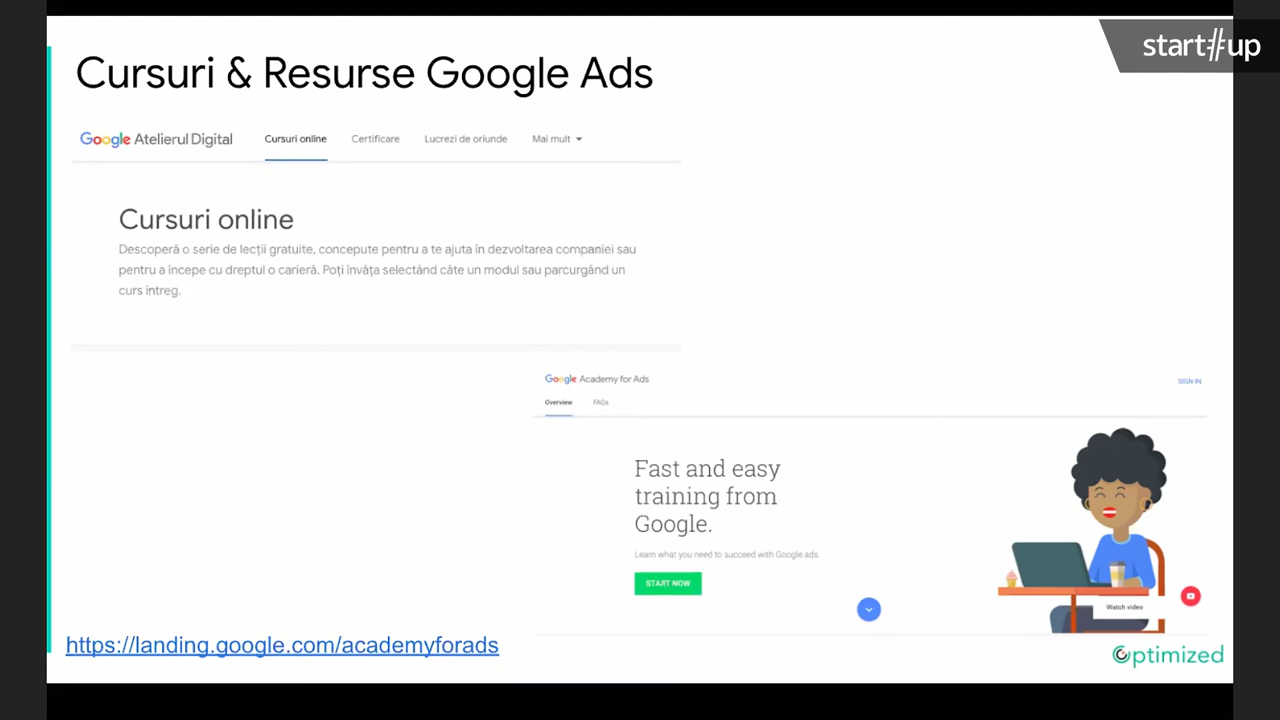 start#up
Cursuri & Resurse Google Ads
Google Atelierul Digital Cursuri online Certificare Lucrezi de oriunde Mai mult
Cursuri online
Descoperă o serie de lecții gratuite, concepute pentru a te ajuta în dezvoltarea companiei sau
pentru a începe cu dreptul o carieră. Poți învăța selectând câte un modul sau parcurgând un
curs întreg.
Google Academy for Ads
SIGN IN
Overview FAQs
Fast and easy
training from
Google.
Learn what you need to succeed with Google ads.
START NOW
Watch video
https://landing.google.com/academyforads
Optimized